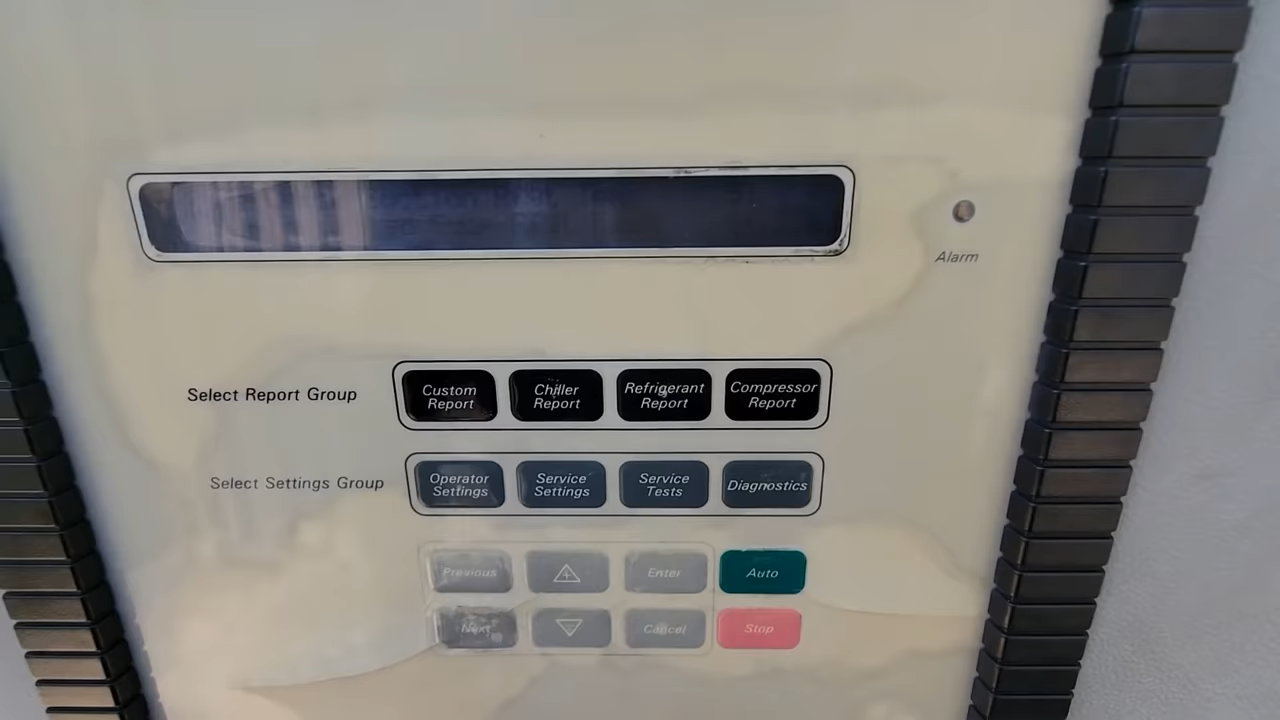 Alarm
Select Report Group
Custom
Report
Chiller
Report
Refrigerant
Report
Compressor
Report
Select Settings Group
Operator
Settings
Service
Settings
Service
Tests
Diagnostics
Previous
+
Enter
Auto
Next
-
Cancel
Stop